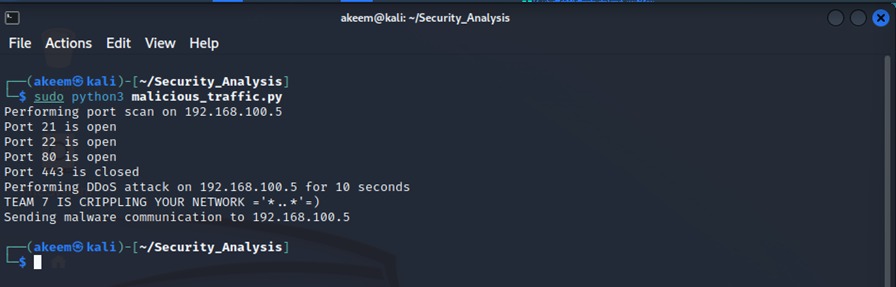 akeem@kali: ~/Security_Analysis
File Actions Edit View Help
┌──(akeem㉿kali)-[~/Security_Analysis]
└─$ sudo python3 malicious_traffic.py
Performing port scan on 192.168.100.5
Port 21 is open
Port 22 is open
Port 80 is open
Port 443 is closed
Performing DDoS attack on 192.168.100.5 for 10 seconds
TEAM 7 IS CRIPPLING YOUR NETWORK ='*..*'=)
Sending malware communication to 192.168.100.5
┌──(akeem㉿kali)-[~/Security_Analysis]
└─$